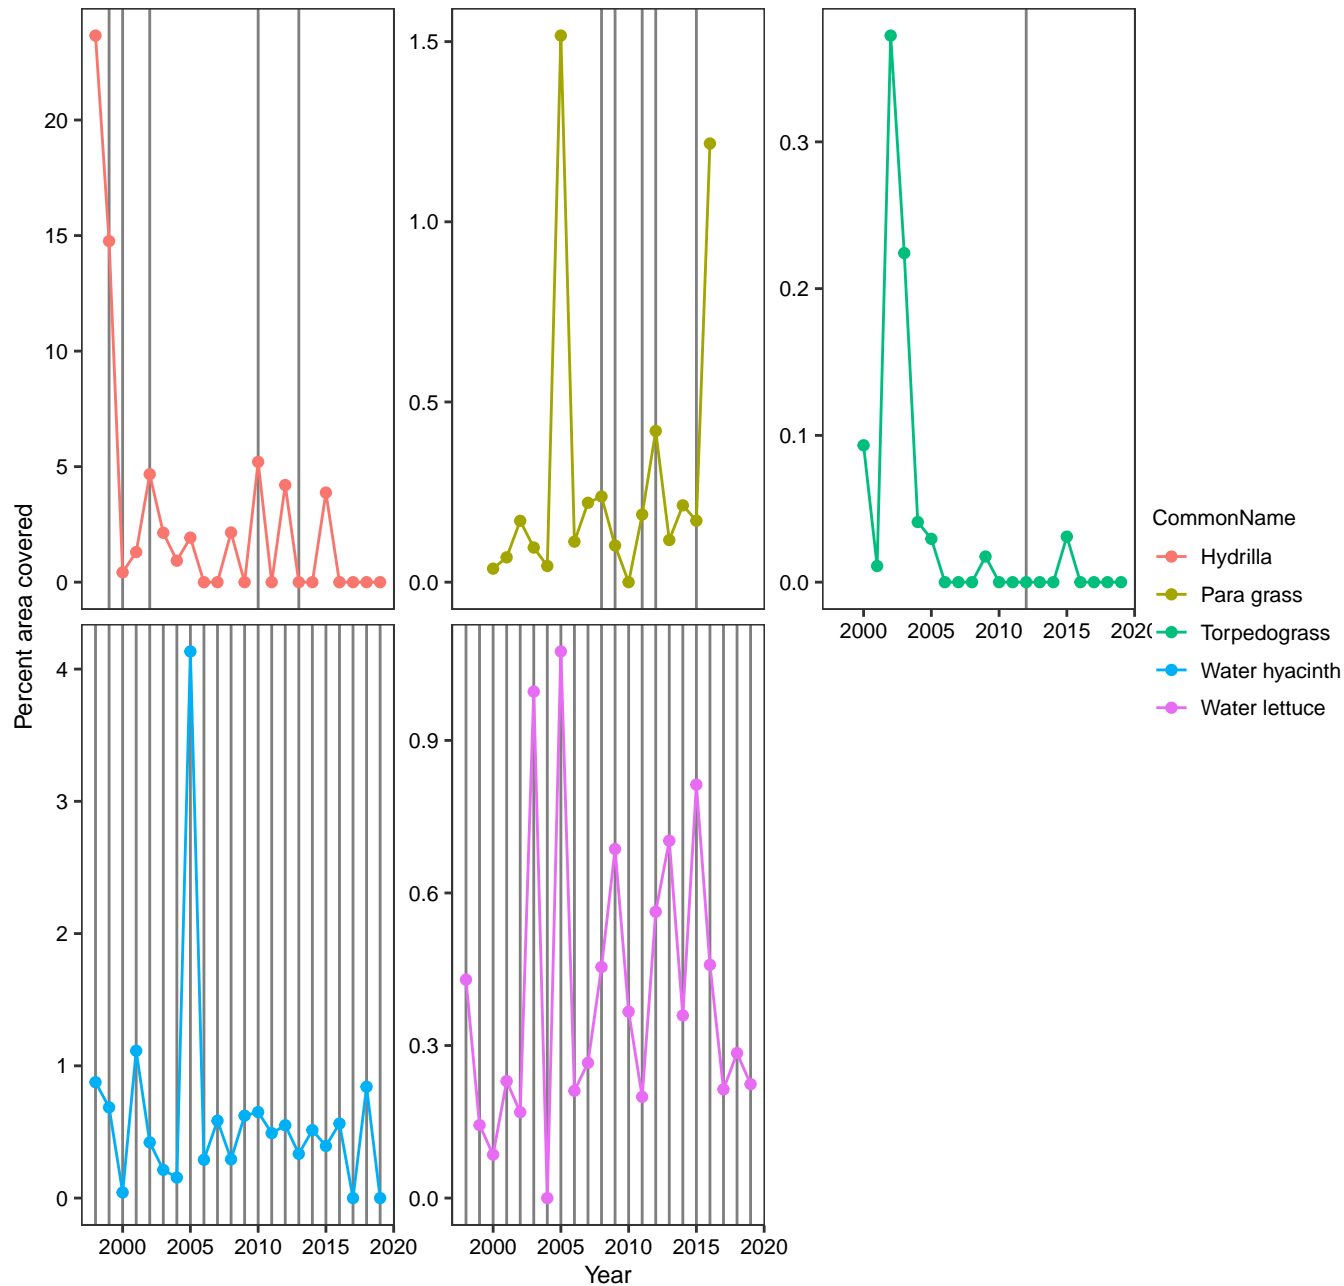 20
15
10
5
0
1.5
1.0
0.5
0.0
0.3
0.2
0.1
0.0
2000 2005 2010 2015 2020
Percent area covered
4
3
2
1
0
2000 2005 2010 2015 2020
0.9
0.6
0.3
0.0
2000 2005 2010 2015 2020
Year
CommonName
Hydrilla
Para grass
Torpedograss
Water hyacinth
Water lettuce